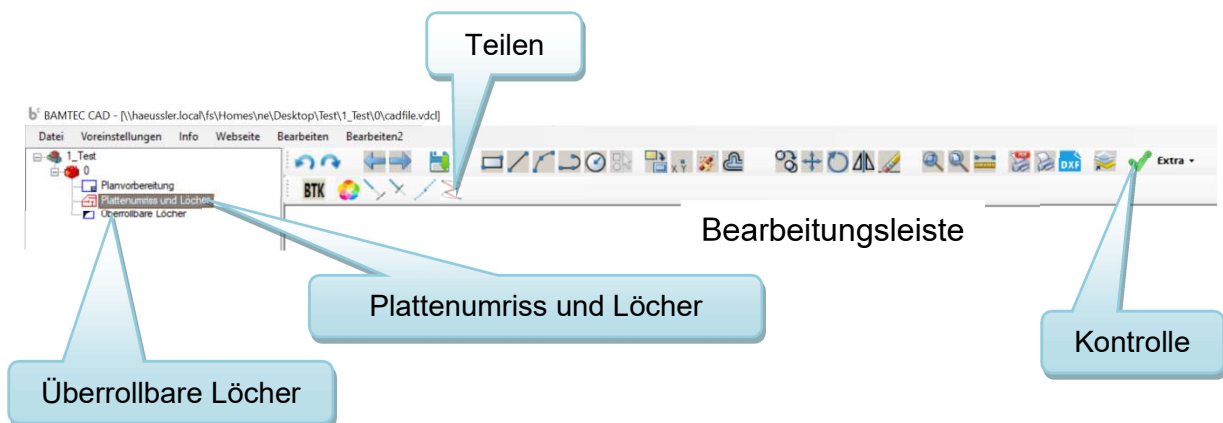 Teilen
BAMTEC CAD - [\\haeussler.local\fs\Homes\ne\Desktop\Test\1_Test\0\cadfile.vdcl]
Datei Voreinstellungen Info Webseite Bearbeiten Bearbeiten2
1_Test
0
Planvorbereitung
Plattenumriss und Löcher
Überrollbare Löcher
DXF
Extra
BTK
Bearbeitungsleiste
Plattenumriss und Löcher
Kontrolle
Überrollbare Löcher